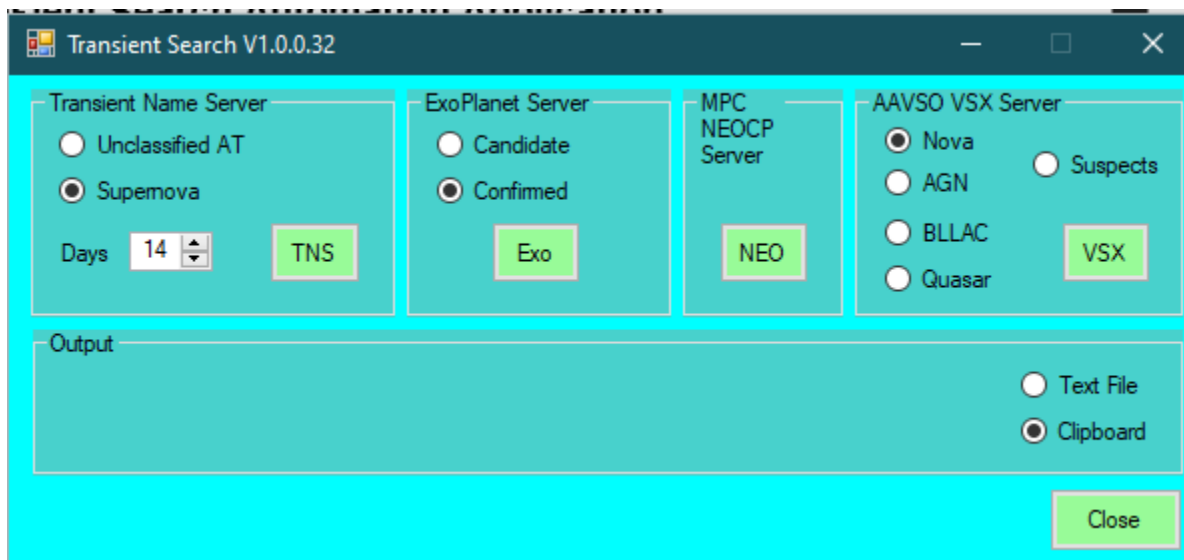 Transient Search V1.0.0.32
Transient Name Server
Unclassified AT
Supernova
Days 14 TNS
ExoPlanet Server
Candidate
Confirmed
Exo
MPC
NEOCP
Server
NEO
AAVSO VSX Server
Nova
Suspects
AGN
BLLAC
VSX
Quasar
Output
Text File
Clipboard
Close